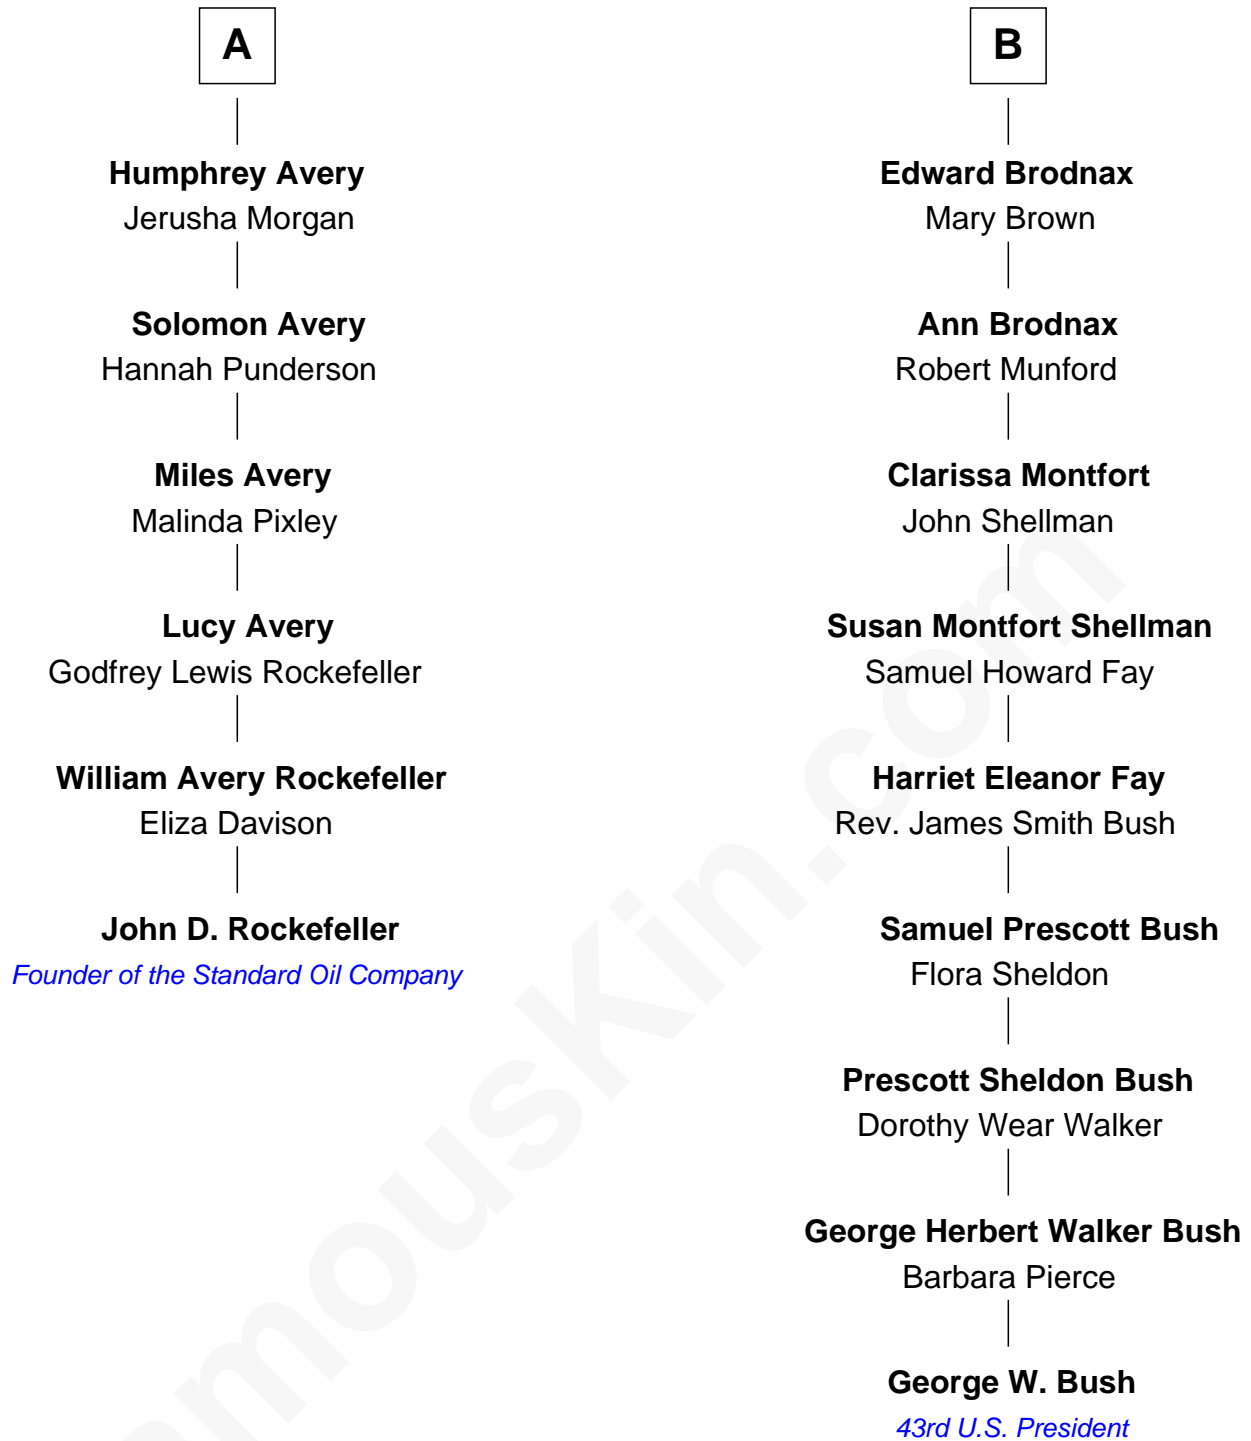 A
Humphrey Avery
Jerusha Morgan
Solomon Avery
Hannah Punderson
Miles Avery
Malinda Pixley
Lucy Avery
Godfrey Lewis Rockefeller
William Avery Rockefeller
Eliza Davison
John D. Rockefeller
Founder of the Standard Oil Company
B
Edward Brodnax
Mary Brown
Ann Brodnax
Robert Munford
Clarissa Montfort
John Shellman
Susan Montfort Shellman
Samuel Howard Fay
Harriet Eleanor Fay
Rev. James Smith Bush
Samuel Prescott Bush
Flora Sheldon
Prescott Sheldon Bush
Dorothy Wear Walker
George Herbert Walker Bush
Barbara Pierce
George W. Bush
43rd U.S. President
amouskin.com